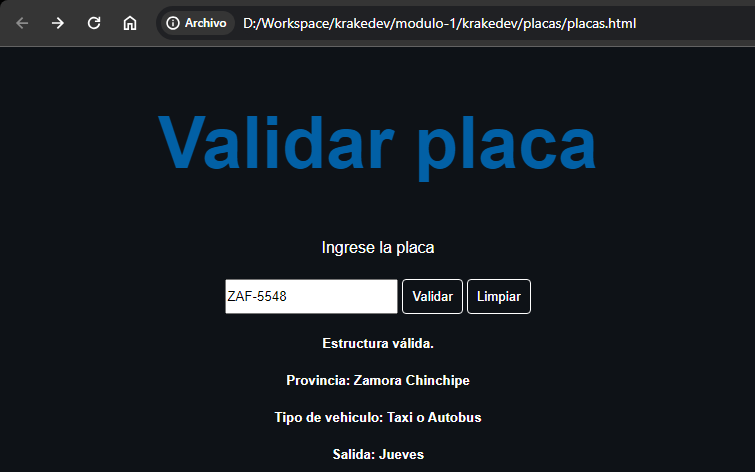 Archivo D:/Workspace/krakedev/modulo-1/krakedev/placas/placas.html
Validar placa
Ingrese la placa
ZAF-5548 Validar Limpiar
Estructura válida.
Provincia: Zamora Chinchipe
Tipo de vehiculo: Taxi o Autobus
Salida: Jueves